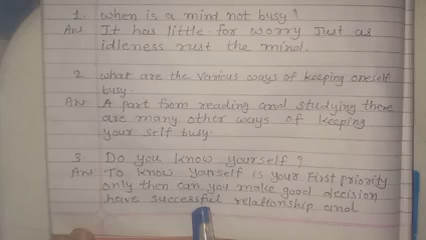 1. When is a mind not busy?
Ans It has little for worry Just as
idleness rust the mind.
2 what are the various ways of keeping oneself
busy.
Ans A part from reading and studying there
are many other ways of keeping
your self busy.
3 Do you know yourself?
Ans To know yourself is your First priority
only then can you make good decision
have successful relationship and